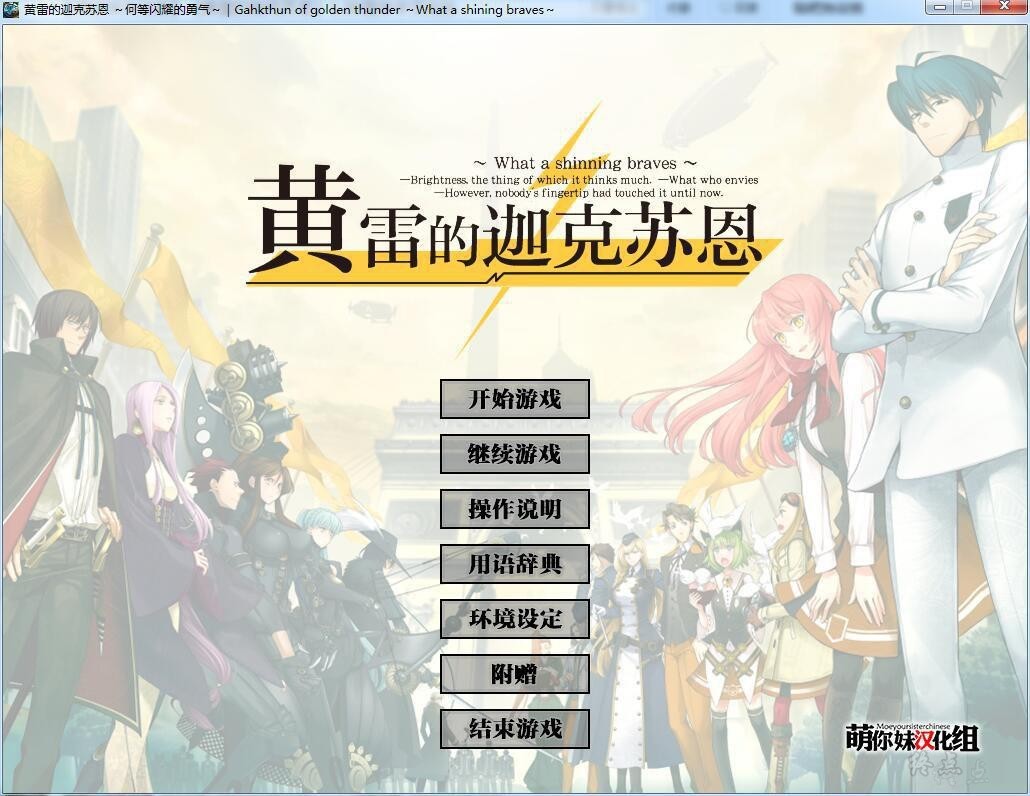 黄雷的迦克苏恩 ～何等闪耀的勇气～ | Gahkthun of golden thunder ～What a shining braves～
～ What a shinning braves ～
—Brightness. the thing of which it thinks much. —What who envies
—However, nobody's fingertip had touched it until now.
黄雷的迦克苏恩
开始游戏
继续游戏
操作说明
用语辞典
环境设定
附赠
结束游戏
Moeyoursisterchinese
萌你妹汉化组